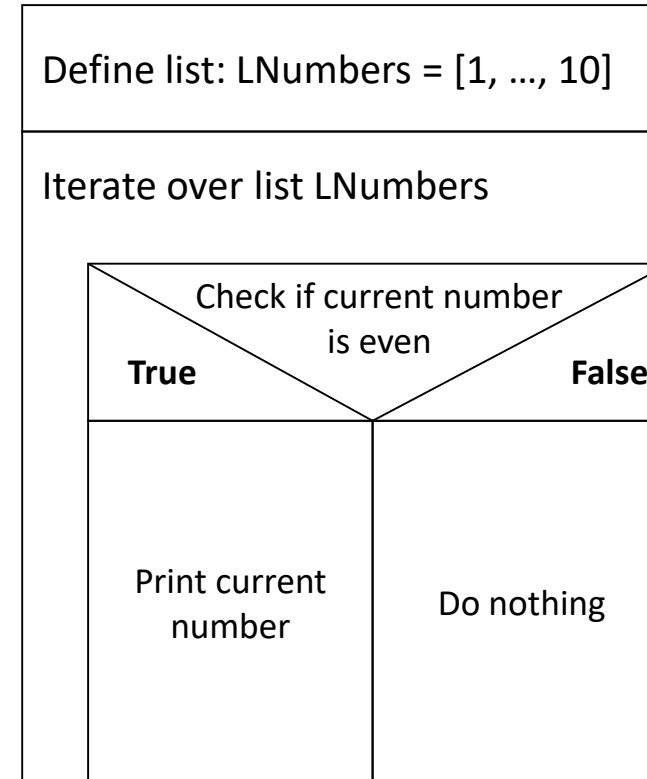 Define list: LNumbers = [1, …, 10]
Iterate over list LNumbers
Check if current number
is even
True
False
Print current
number
Do nothing